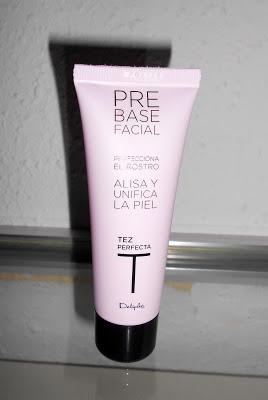 PRE
BASE
FACIAL
PERFECCIONA
EL ROSTRO
ALISA Y
UNIFICA
LA PIEL
TEZ
PERFECTA
T
Deliplus